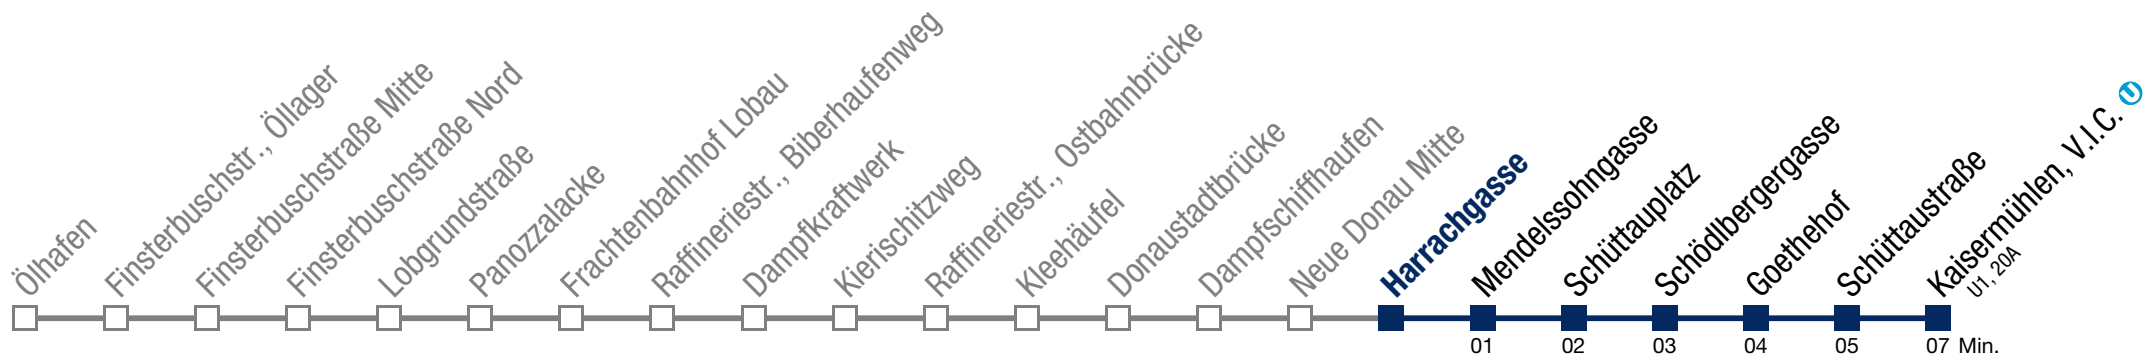 Ölhafen
Finsterbuschstr., Öllager
Finsterbuschstraße Mitte
Finsterbuschstraße Nord
Lobgrundstraße
Panozzalacke
Frachtenbahnhof Lobau
Raffineriestr., Biberhaufenweg
Dampfkraftwerk
Kierischitzweg
Raffineriestr., Ostbahnbrücke
Kleehäufel
Donaustadtbrücke
Dampfschiffhaufen
Neue Donau Mitte
Harrachgasse
Mendelssohngasse
Schüttauplatz
Schödlbergergasse
Goethehof
Schüttaustraße
Kaisermühlen, V.I.C. U
U1, 20A
01 02 03 04 05 07 Min.